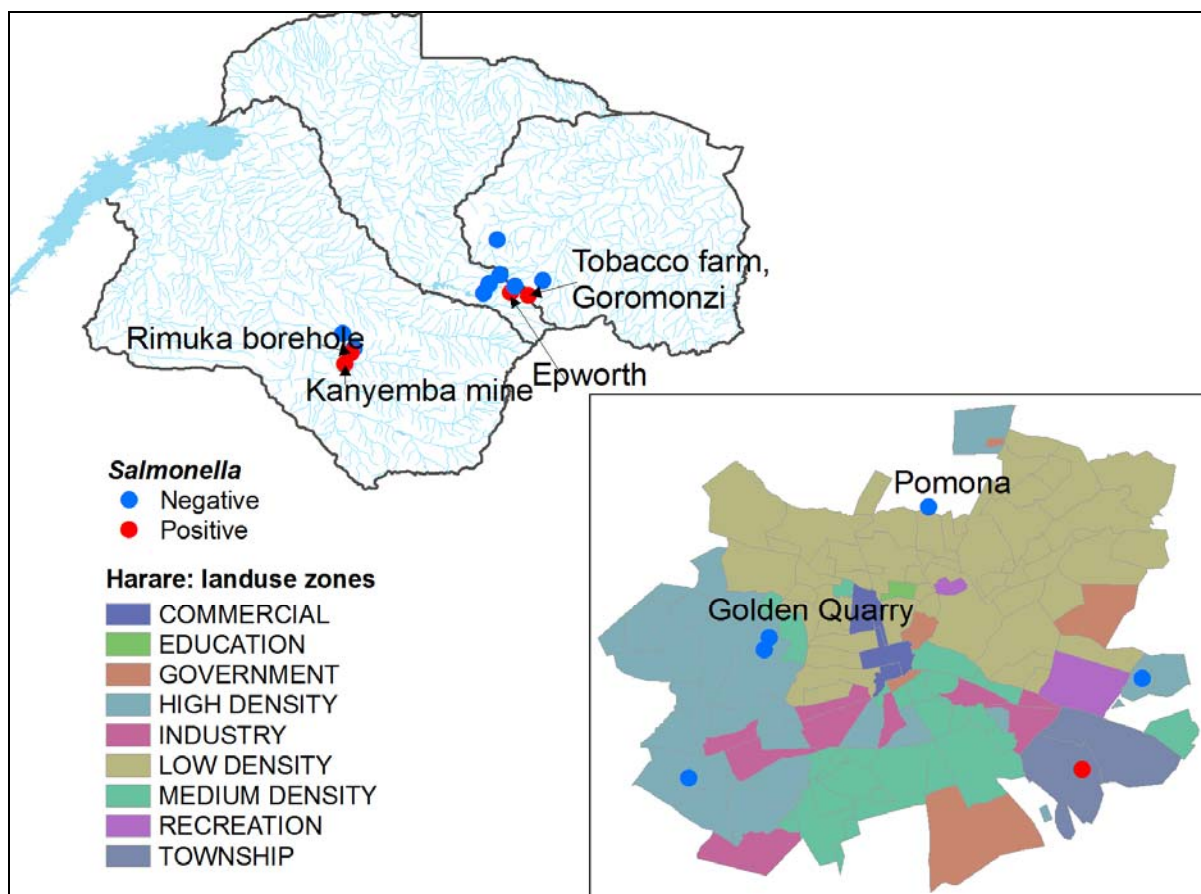 Tobacco farm,
Goromonzi
Rimuka borehole
Epworth
Kanyemba mine
Salmonella
Negative
Positive
Harare: landuse zones
COMMERCIAL
EDUCATION
GOVERNMENT
HIGH DENSITY
INDUSTRY
LOW DENSITY
MEDIUM DENSITY
RECREATION
TOWNSHIP
Pomona
Golden Quarry